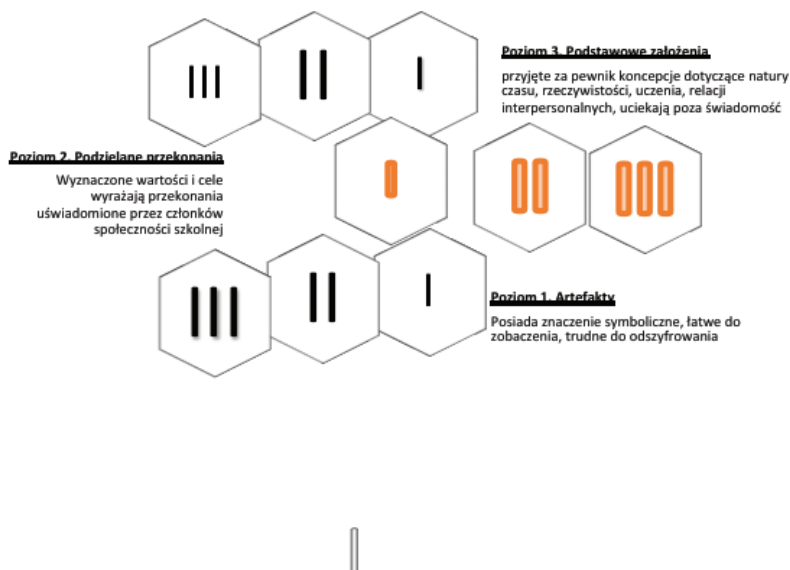 Poziom 3. Podstawowe założenia
przyjęte za pewnik koncepcje dotyczące natury
czasu, rzeczywistości, uczenia, relacji
interpersonalnych, uciekają poza świadomość
Poziom 2. Podzielane przekonania
Wyznaczone wartości i cele
wyrażają przekonania
uświadomione przez członków
społeczności szkolnej
Poziom 1. Artefakty
Posiada znaczenie symboliczne, łatwe do
zobaczenia, trudne do odszyfrowania